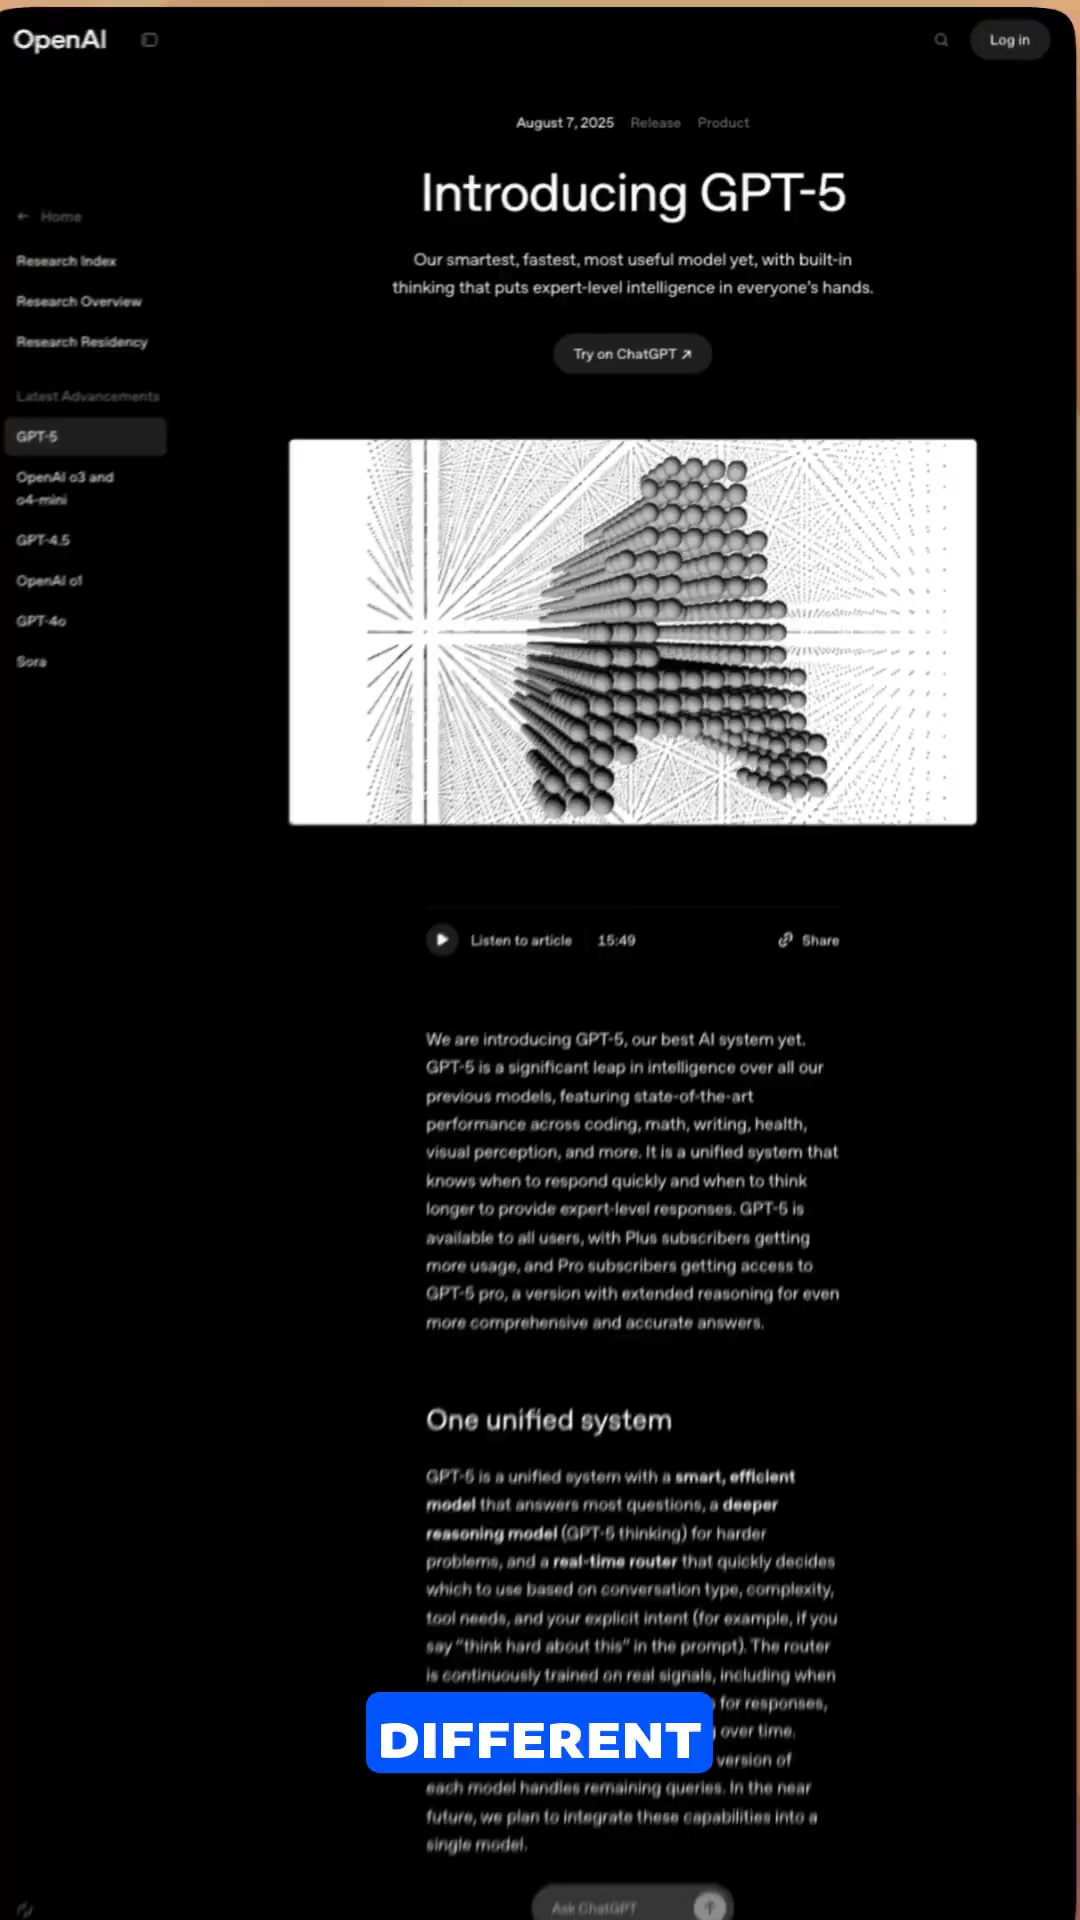 OpenAI
Log in
August 7, 2025 Release Product
Introducing GPT-5
Our smartest, fastest, most useful model yet, with built-in
thinking that puts expert-level intelligence in everyone's hands.
Try on ChatGPT ↗
← Home
Research Index
Research Overview
Research Residency
Latest Advancements
GPT-5
OpenAI o3 and
o4-mini
GPT-4.5
OpenAI o1
GPT-4o
Sora
Listen to article 15:49 Share
We are introducing GPT-5, our best AI system yet.
GPT-5 is a significant leap in intelligence over all our
previous models, featuring state-of-the-art
performance across coding, math, writing, health,
visual perception, and more. It is a unified system that
knows when to respond quickly and when to think
longer to provide expert-level responses. GPT-5 is
available to all users, with Plus subscribers getting
more usage, and Pro subscribers getting access to
GPT-5 pro, a version with extended reasoning for even
more comprehensive and accurate answers.
One unified system
GPT-5 is a unified system with a smart, efficient
model that answers most questions, a deeper
reasoning model (GPT-5 thinking) for harder
problems, and a real-time router that quickly decides
which to use based on conversation type, complexity,
tool needs, and your explicit intent (for example, if you
say "think hard about this" in the prompt). The router
is continuously trained on real signals, including when
for responses,
over time.
DIFFERENT
version of
each model handles remaining queries. In the near
future, we plan to integrate these capabilities into a
single model.
Ask ChatGPT